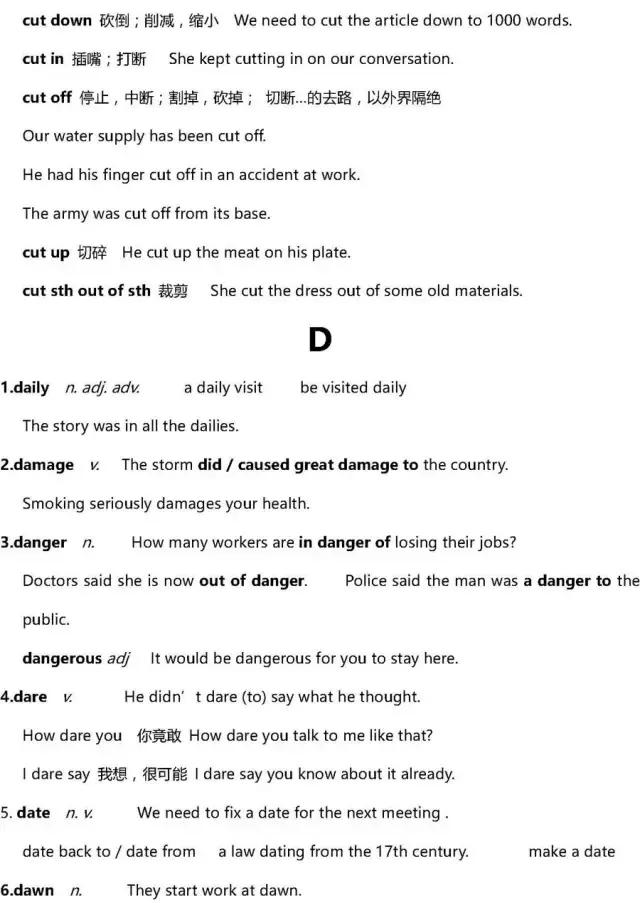 cut down 砍倒；削减，缩小 We need to cut the article down to 1000 words.
cut in 插嘴；打断 She kept cutting in on our conversation.
cut off 停止，中断；割掉，砍掉； 切断...的去路，以外界隔绝
Our water supply has been cut off.
He had his finger cut off in an accident at work.
The army was cut off from its base.
cut up 切碎 He cut up the meat on his plate.
cut sth out of sth 裁剪 She cut the dress out of some old materials.
D
1.daily n. adj. adv. a daily visit be visited daily
The story was in all the dailies.
2.damage v. The storm did / caused great damage to the country.
Smoking seriously damages your health.
3.danger n. How many workers are in danger of losing their jobs?
Doctors said she is now out of danger. Police said the man was a danger to the
public.
dangerous adj It would be dangerous for you to stay here.
4.dare v. He didn' t dare (to) say what he thought.
How dare you 你竟敢 How dare you talk to me like that?
I dare say 我想，很可能 I dare say you know about it already.
5. date n. v. We need to fix a date for the next meeting .
date back to / date from a law dating from the 17th century. make a date
6.dawn n. They start work at dawn.